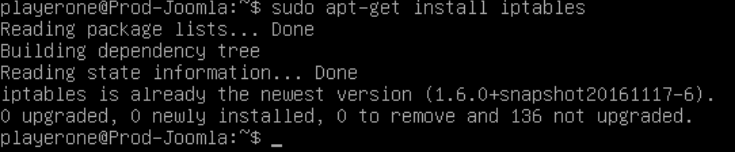 playerone@Prod-Joomla:~$ sudo apt-get install iptables
Reading package lists... Done
Building dependency tree
Reading state information... Done
iptables is already the newest version (1.6.0+snapshot20161117-6).
0 upgraded, 0 newly installed, 0 to remove and 136 not upgraded.
playerone@Prod-Joomla:~$ _